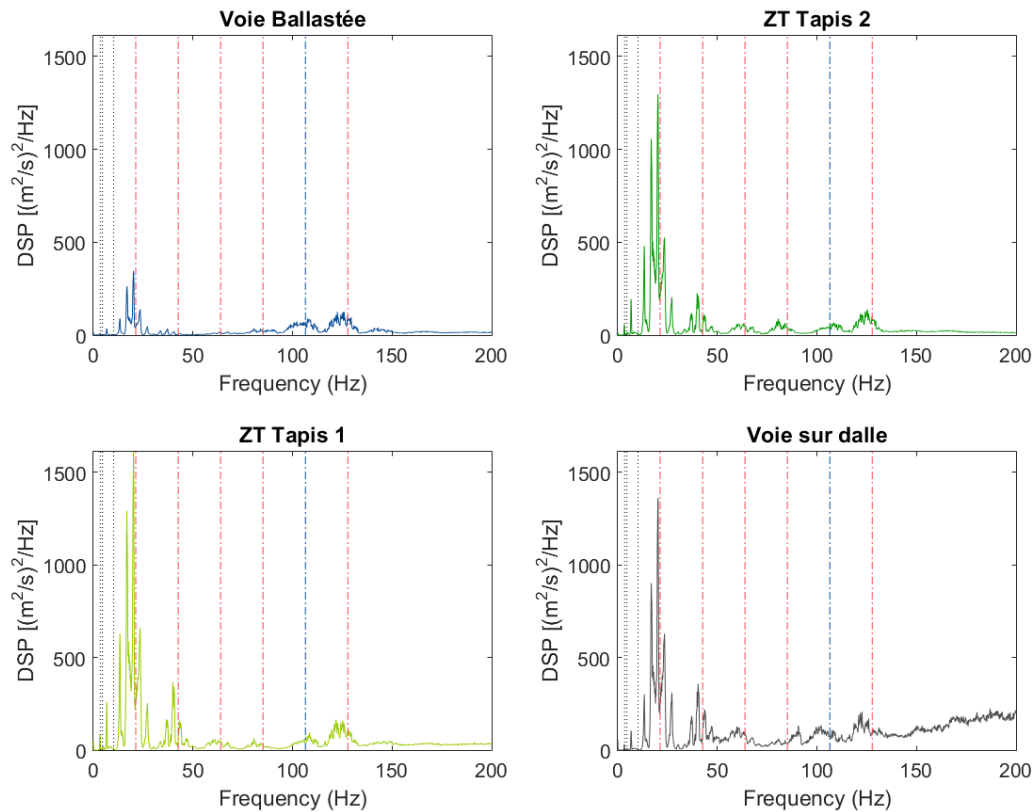 Voie Ballastée
DSP [(m²/s)²/Hz]
1500
1000
500
0
0 50 100 150 200
Frequency (Hz)
ZT Tapis 2
DSP [(m²/s)²/Hz]
1500
1000
500
0
0 50 100 150 200
Frequency (Hz)
ZT Tapis 1
DSP [(m²/s)²/Hz]
1500
1000
500
0
0 50 100 150 200
Frequency (Hz)
Voie sur dalle
DSP [(m²/s)²/Hz]
1500
1000
500
0
0 50 100 150 200
Frequency (Hz)